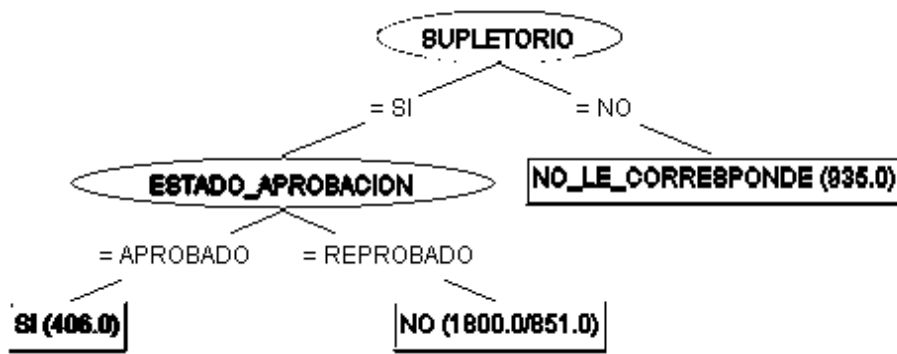 SUPLETORIO
= SI
= NO
ESTADO_APROBACION
NO_LE_CORRESPONDE (935.0)
= APROBADO
= REPROBADO
SI (406.0)
NO (1800.0/851.0)